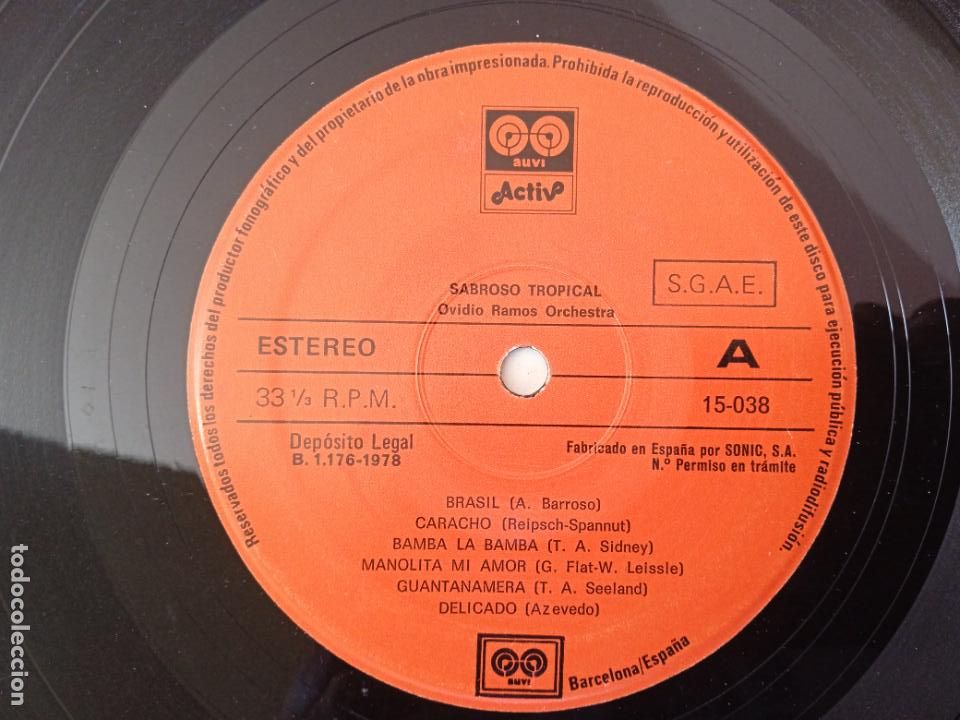 Reservados todos los derechos del productor fonográfico y del propietario de la obra impresionada. Prohibida la reproducción y utilización de este disco para ejecución pública y radiodifusión.
auvi
Activ
SABROSO TROPICAL
Ovidio Ramos Orchestra
S.G.A.E.
ESTEREO
A
33 1/3 R.P.M.
15-038
Depósito Legal
B. 1.176-1978
Fabricado en España por SONIC, S.A.
N.º Permiso en trámite
BRASIL (A. Barroso)
CARACHO (Reipsch-Spannut)
BAMBA LA BAMBA (T. A. Sidney)
MANOLITA MI AMOR (G. Flat-W. Leissle)
GUANTANAMERA (T. A. Seeland)
DELICADO (Azevedo)
auvi
Barcelona/España
todocoleccion
todocoleccion.net